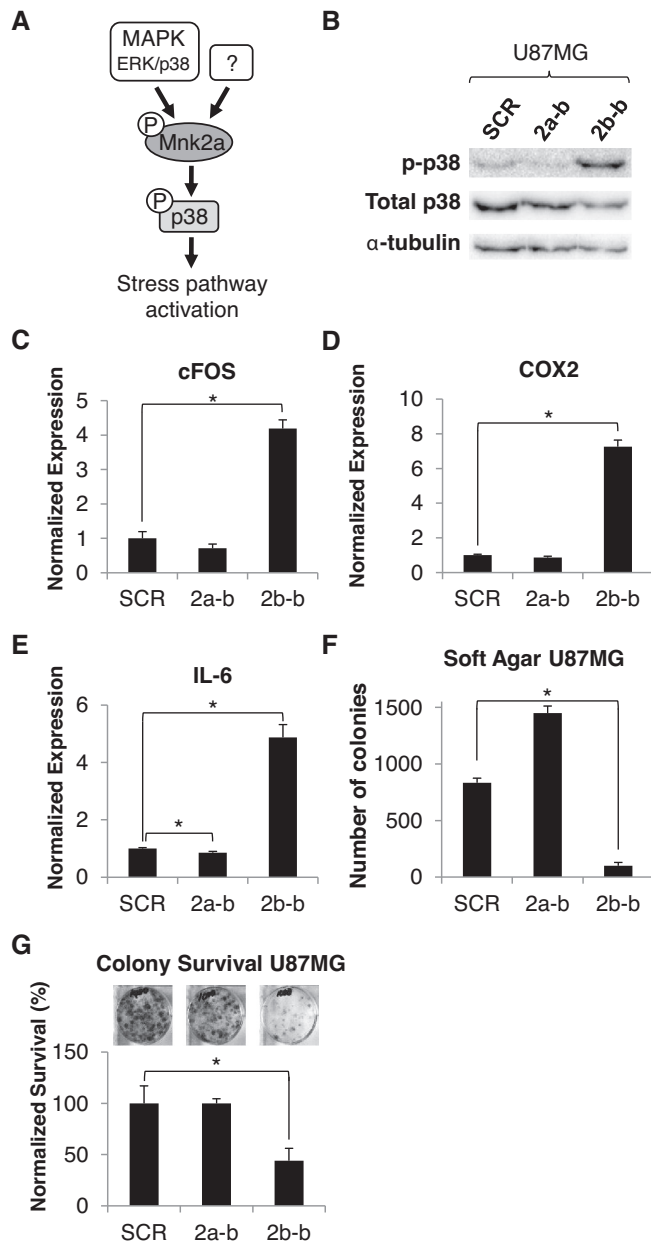 A
MAPK
ERK/p38
?
P
Mnk2a
P
p38
Stress pathway
activation
B
U87MG
SCR 2a-b 2b-b
p-p38
Total p38
α-tubulin
C
cFOS
Normalized Expression
5
4
3
2
1
0
*
SCR 2a-b 2b-b
D
COX2
Normalized Expression
10
8
6
4
2
0
*
SCR 2a-b 2b-b
E
IL-6
Normalized Expression
6
4
2
0
*
*
SCR 2a-b 2b-b
F
Soft Agar U87MG
Number of colonies
1500
1000
500
0
*
SCR 2a-b 2b-b
G
Colony Survival U87MG
Normalized Survival (%)
150
100
50
0
*
SCR 2a-b 2b-b